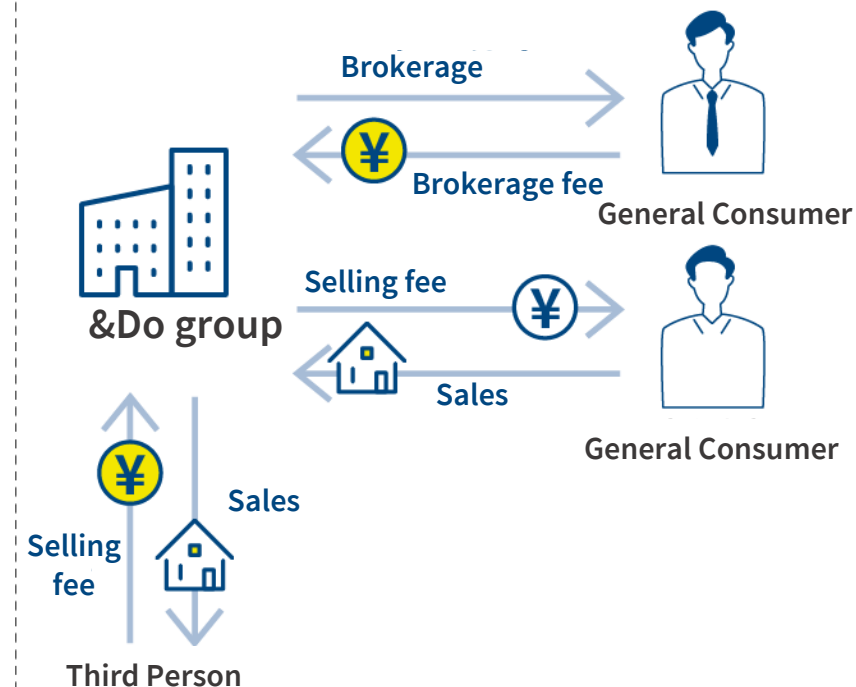 Brokerage
¥
Brokerage fee
General Consumer
Selling fee
¥
&Do group
Sales
General Consumer
¥
Sales
Selling
fee
Third Person